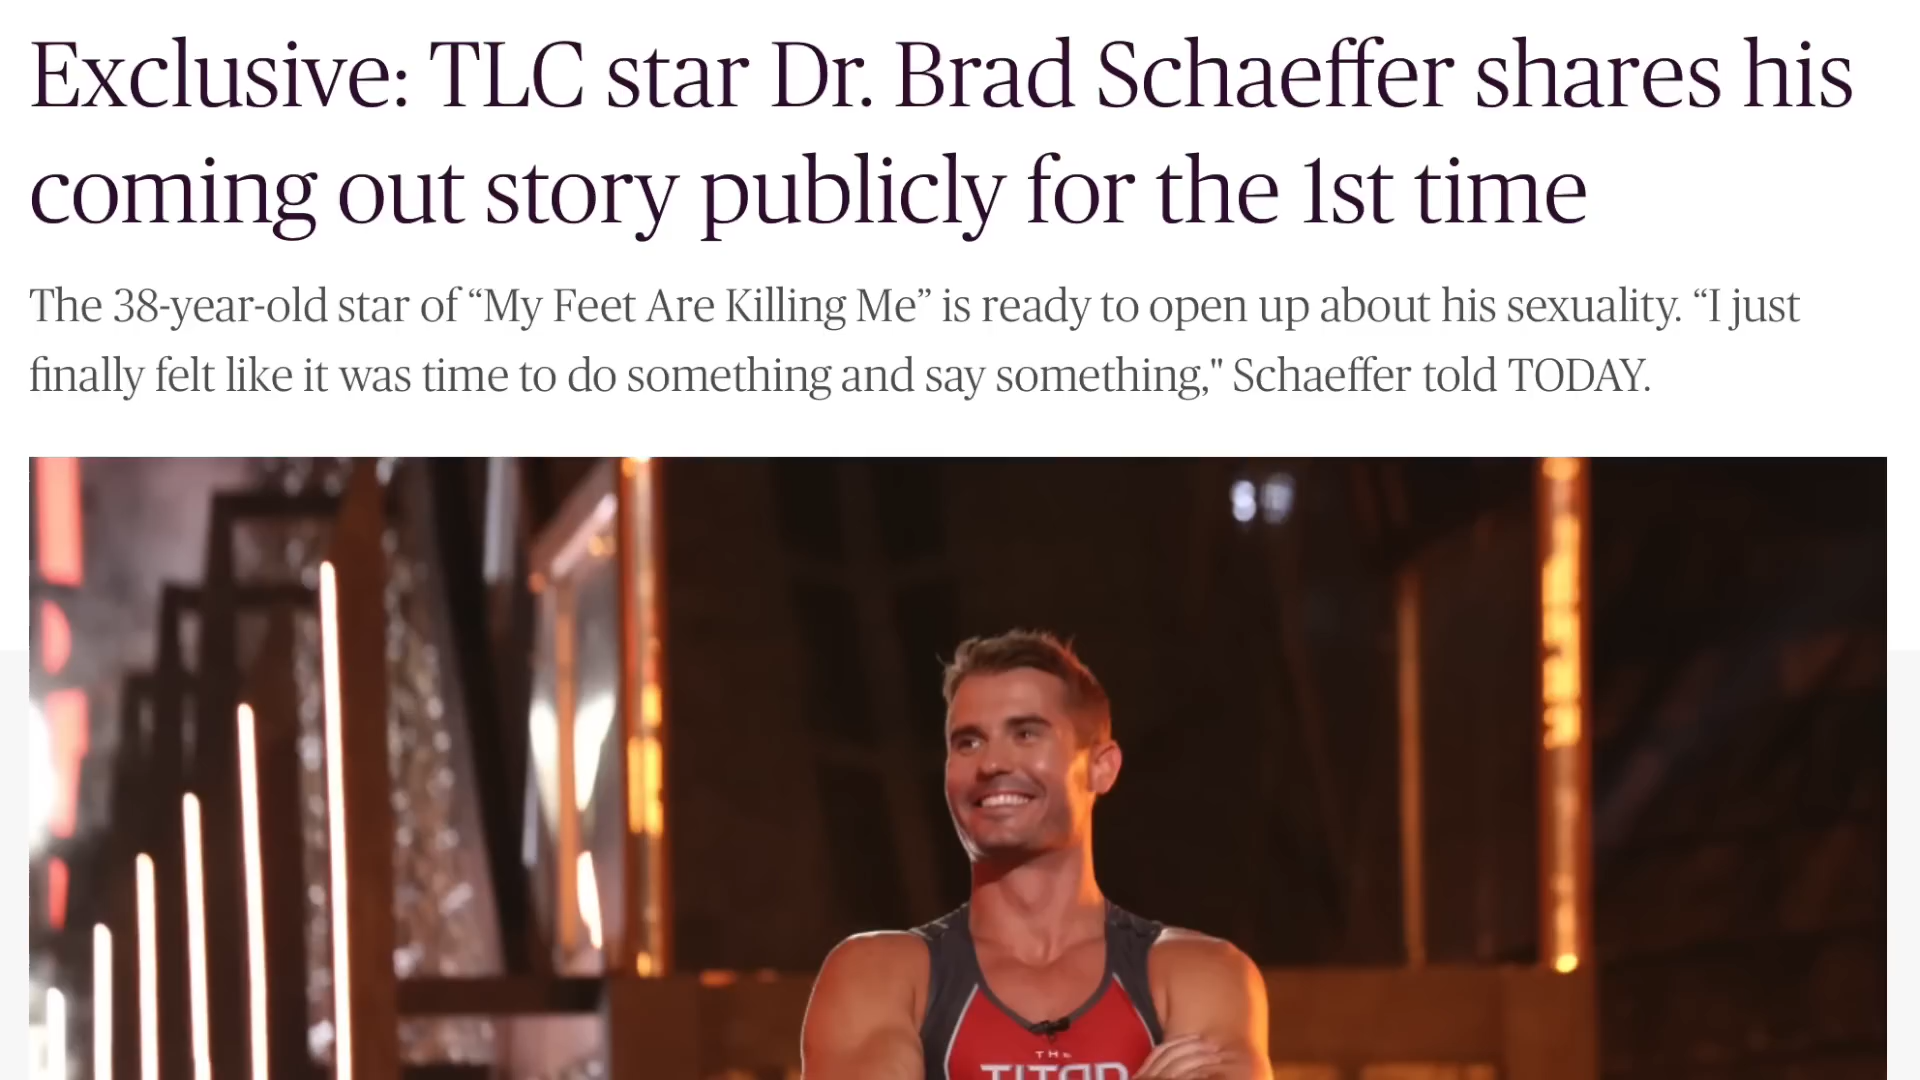 Exclusive: TLC star Dr. Brad Schaeffer shares his
coming out story publicly for the 1st time
The 38-year-old star of “My Feet Are Killing Me” is ready to open up about his sexuality. “I just
finally felt like it was time to do something and say something," Schaeffer told TODAY.
THE
TITAN